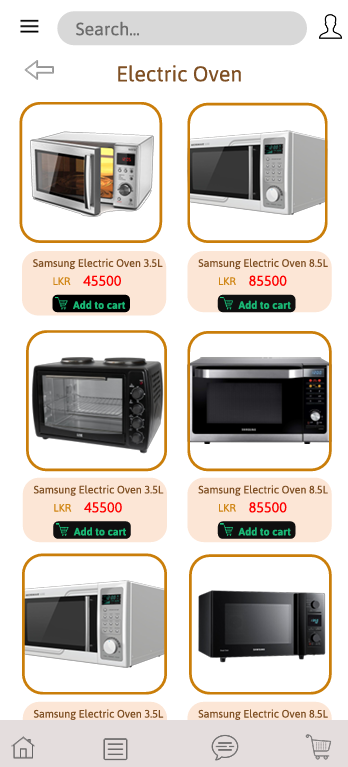 Search...
Electric Oven
Samsung Electric Oven 3.5L
LKR 45500
Add to cart
Samsung Electric Oven 8.5L
LKR 85500
Add to cart
Samsung Electric Oven 3.5L
LKR 45500
Add to cart
Samsung Electric Oven 8.5L
LKR 85500
Add to cart
Samsung Electric Oven 3.5L
Samsung Electric Oven 8.5L